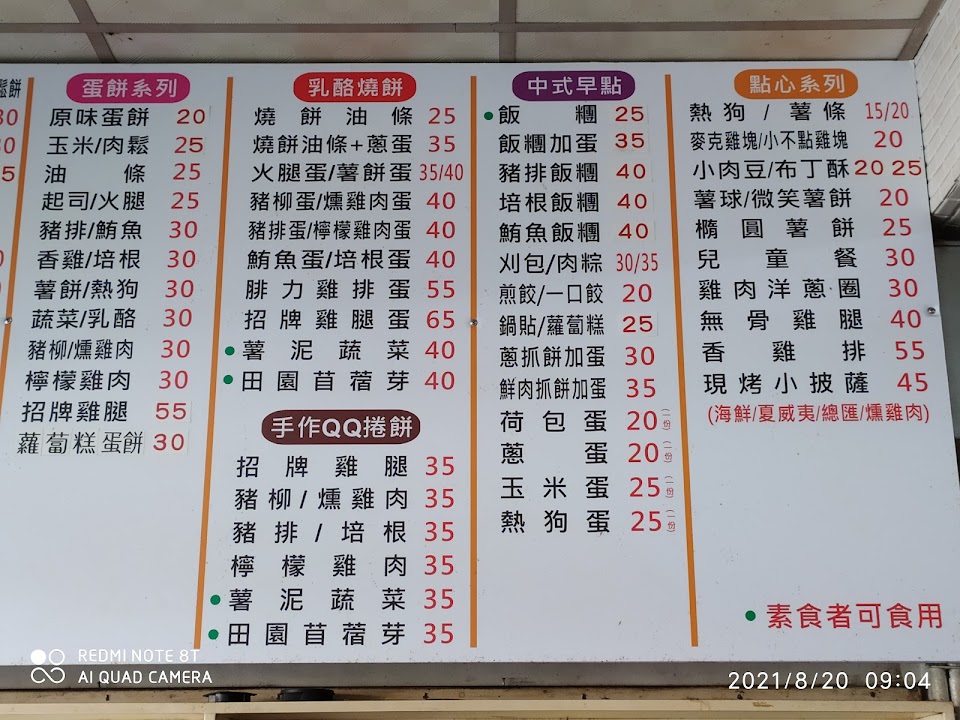 鬆餅
30
蛋餅系列
原味蛋餅 20
玉米/肉鬆 25
油條 25
起司/火腿 25
豬排/鮪魚 30
香雞/培根 30
薯餅/熱狗 30
蔬菜/乳酪 30
豬柳/燻雞肉 30
檸檬雞肉 30
招牌雞腿 55
蘿蔔糕蛋餅 30
乳酪燒餅
燒餅油條 25
燒餅油條+蔥蛋 35
火腿蛋/薯餅蛋 35/40
豬柳蛋/燻雞肉蛋 40
豬排蛋/檸檬雞肉蛋 40
鮪魚蛋/培根蛋 40
腓力雞排蛋 55
招牌雞腿蛋 65
薯泥蔬菜 40
田園苜蓿芽 40
手作QQ捲餅
招牌雞腿 35
豬柳/燻雞肉 35
豬排/培根 35
檸檬雞肉 35
薯泥蔬菜 35
田園苜蓿芽 35
中式早點
飯糰 25
飯糰加蛋 35
豬排飯糰 40
培根飯糰 40
鮪魚飯糰 40
刈包/肉粽 30/35
煎餃/一口餃 20
鍋貼/蘿蔔糕 25
蔥抓餅加蛋 30
鮮肉抓餅加蛋 35
荷包蛋 20(一份)
蔥蛋 20(一份)
玉米蛋 25(一份)
熱狗蛋 25(一份)
點心系列
熱狗/薯條 15/20
麥克雞塊/小不點雞塊 20
小肉豆/布丁酥 20 25
薯球/微笑薯餅 20
橢圓薯餅 25
兒童餐 30
雞肉洋蔥圈 30
無骨雞腿 40
香雞排 55
現烤小披薩 45
(海鮮/夏威夷/總匯/燻雞肉)
素食者可食用
REDMI NOTE 8T
AI QUAD CAMERA
2021/8/20 09:04